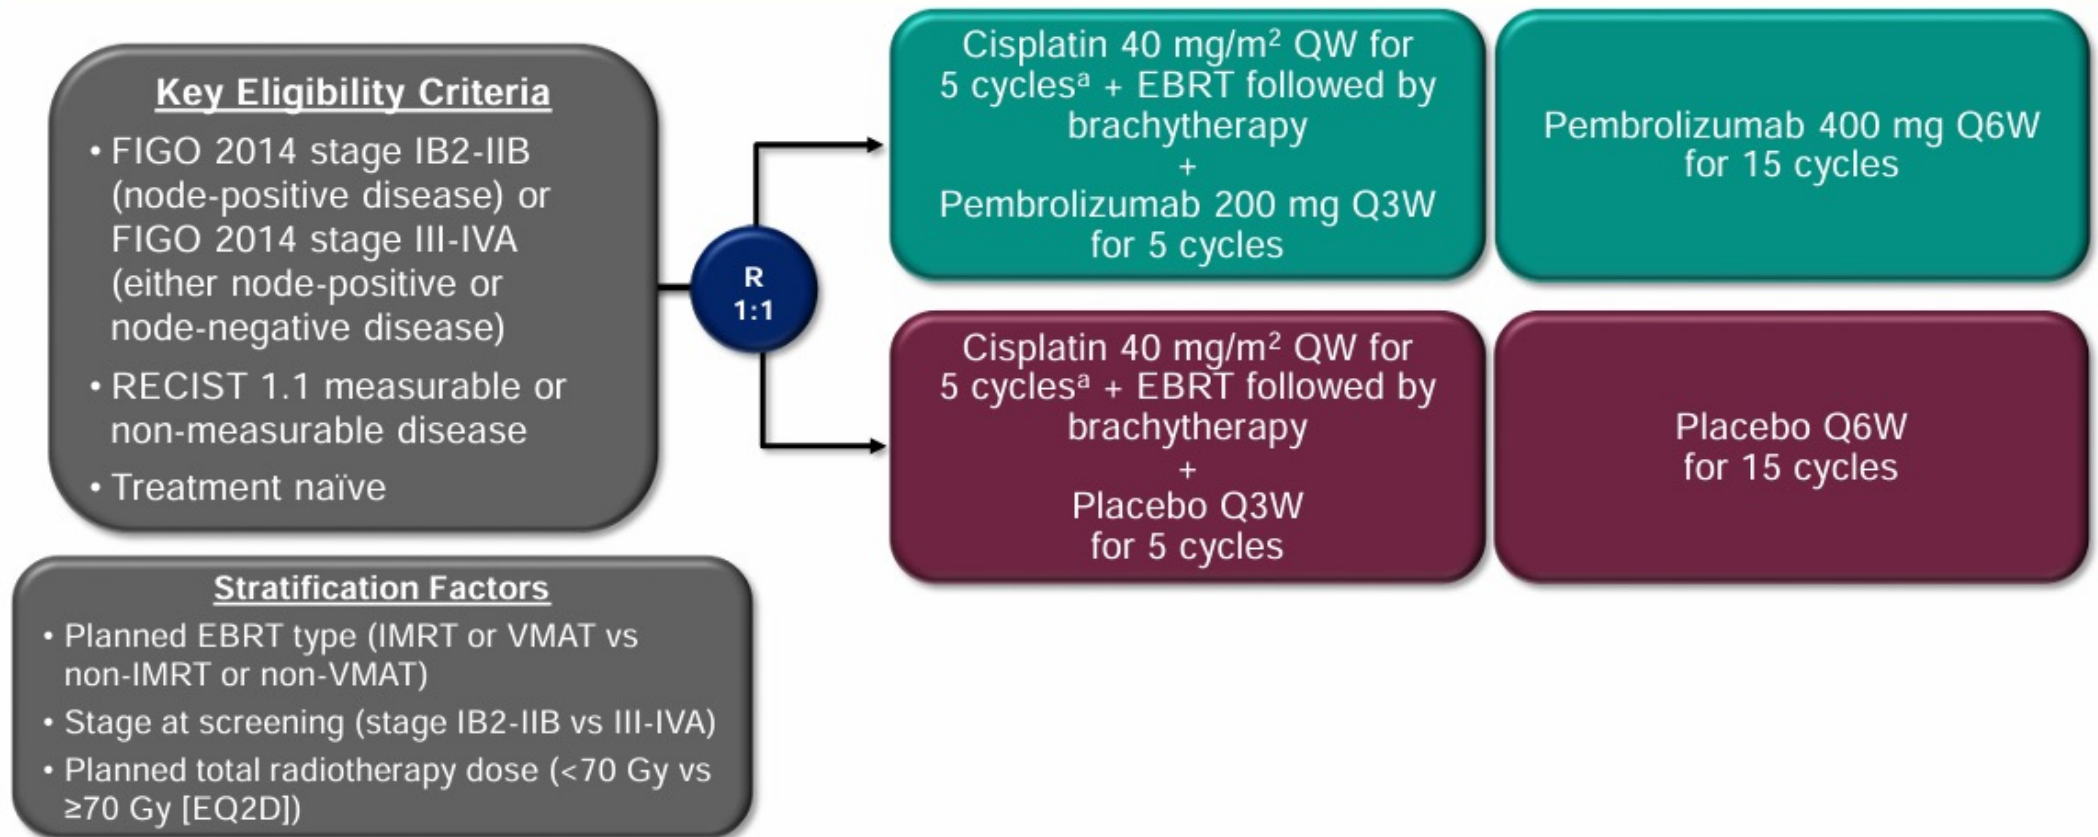 Key Eligibility Criteria
• FIGO 2014 stage IB2-IIB
(node-positive disease) or
FIGO 2014 stage III-IVA
(either node-positive or
node-negative disease)
• RECIST 1.1 measurable or
non-measurable disease
• Treatment naïve
Stratification Factors
• Planned EBRT type (IMRT or VMAT vs
non-IMRT or non-VMAT)
• Stage at screening (stage IB2-IIB vs III-IVA)
• Planned total radiotherapy dose (<70 Gy vs
≥70 Gy [EQ2D])
R
1:1
Cisplatin 40 mg/m² QW for
5 cyclesᵃ + EBRT followed by
brachytherapy
+
Pembrolizumab 200 mg Q3W
for 5 cycles
Pembrolizumab 400 mg Q6W
for 15 cycles
Cisplatin 40 mg/m² QW for
5 cyclesᵃ + EBRT followed by
brachytherapy
+
Placebo Q3W
for 5 cycles
Placebo Q6W
for 15 cycles